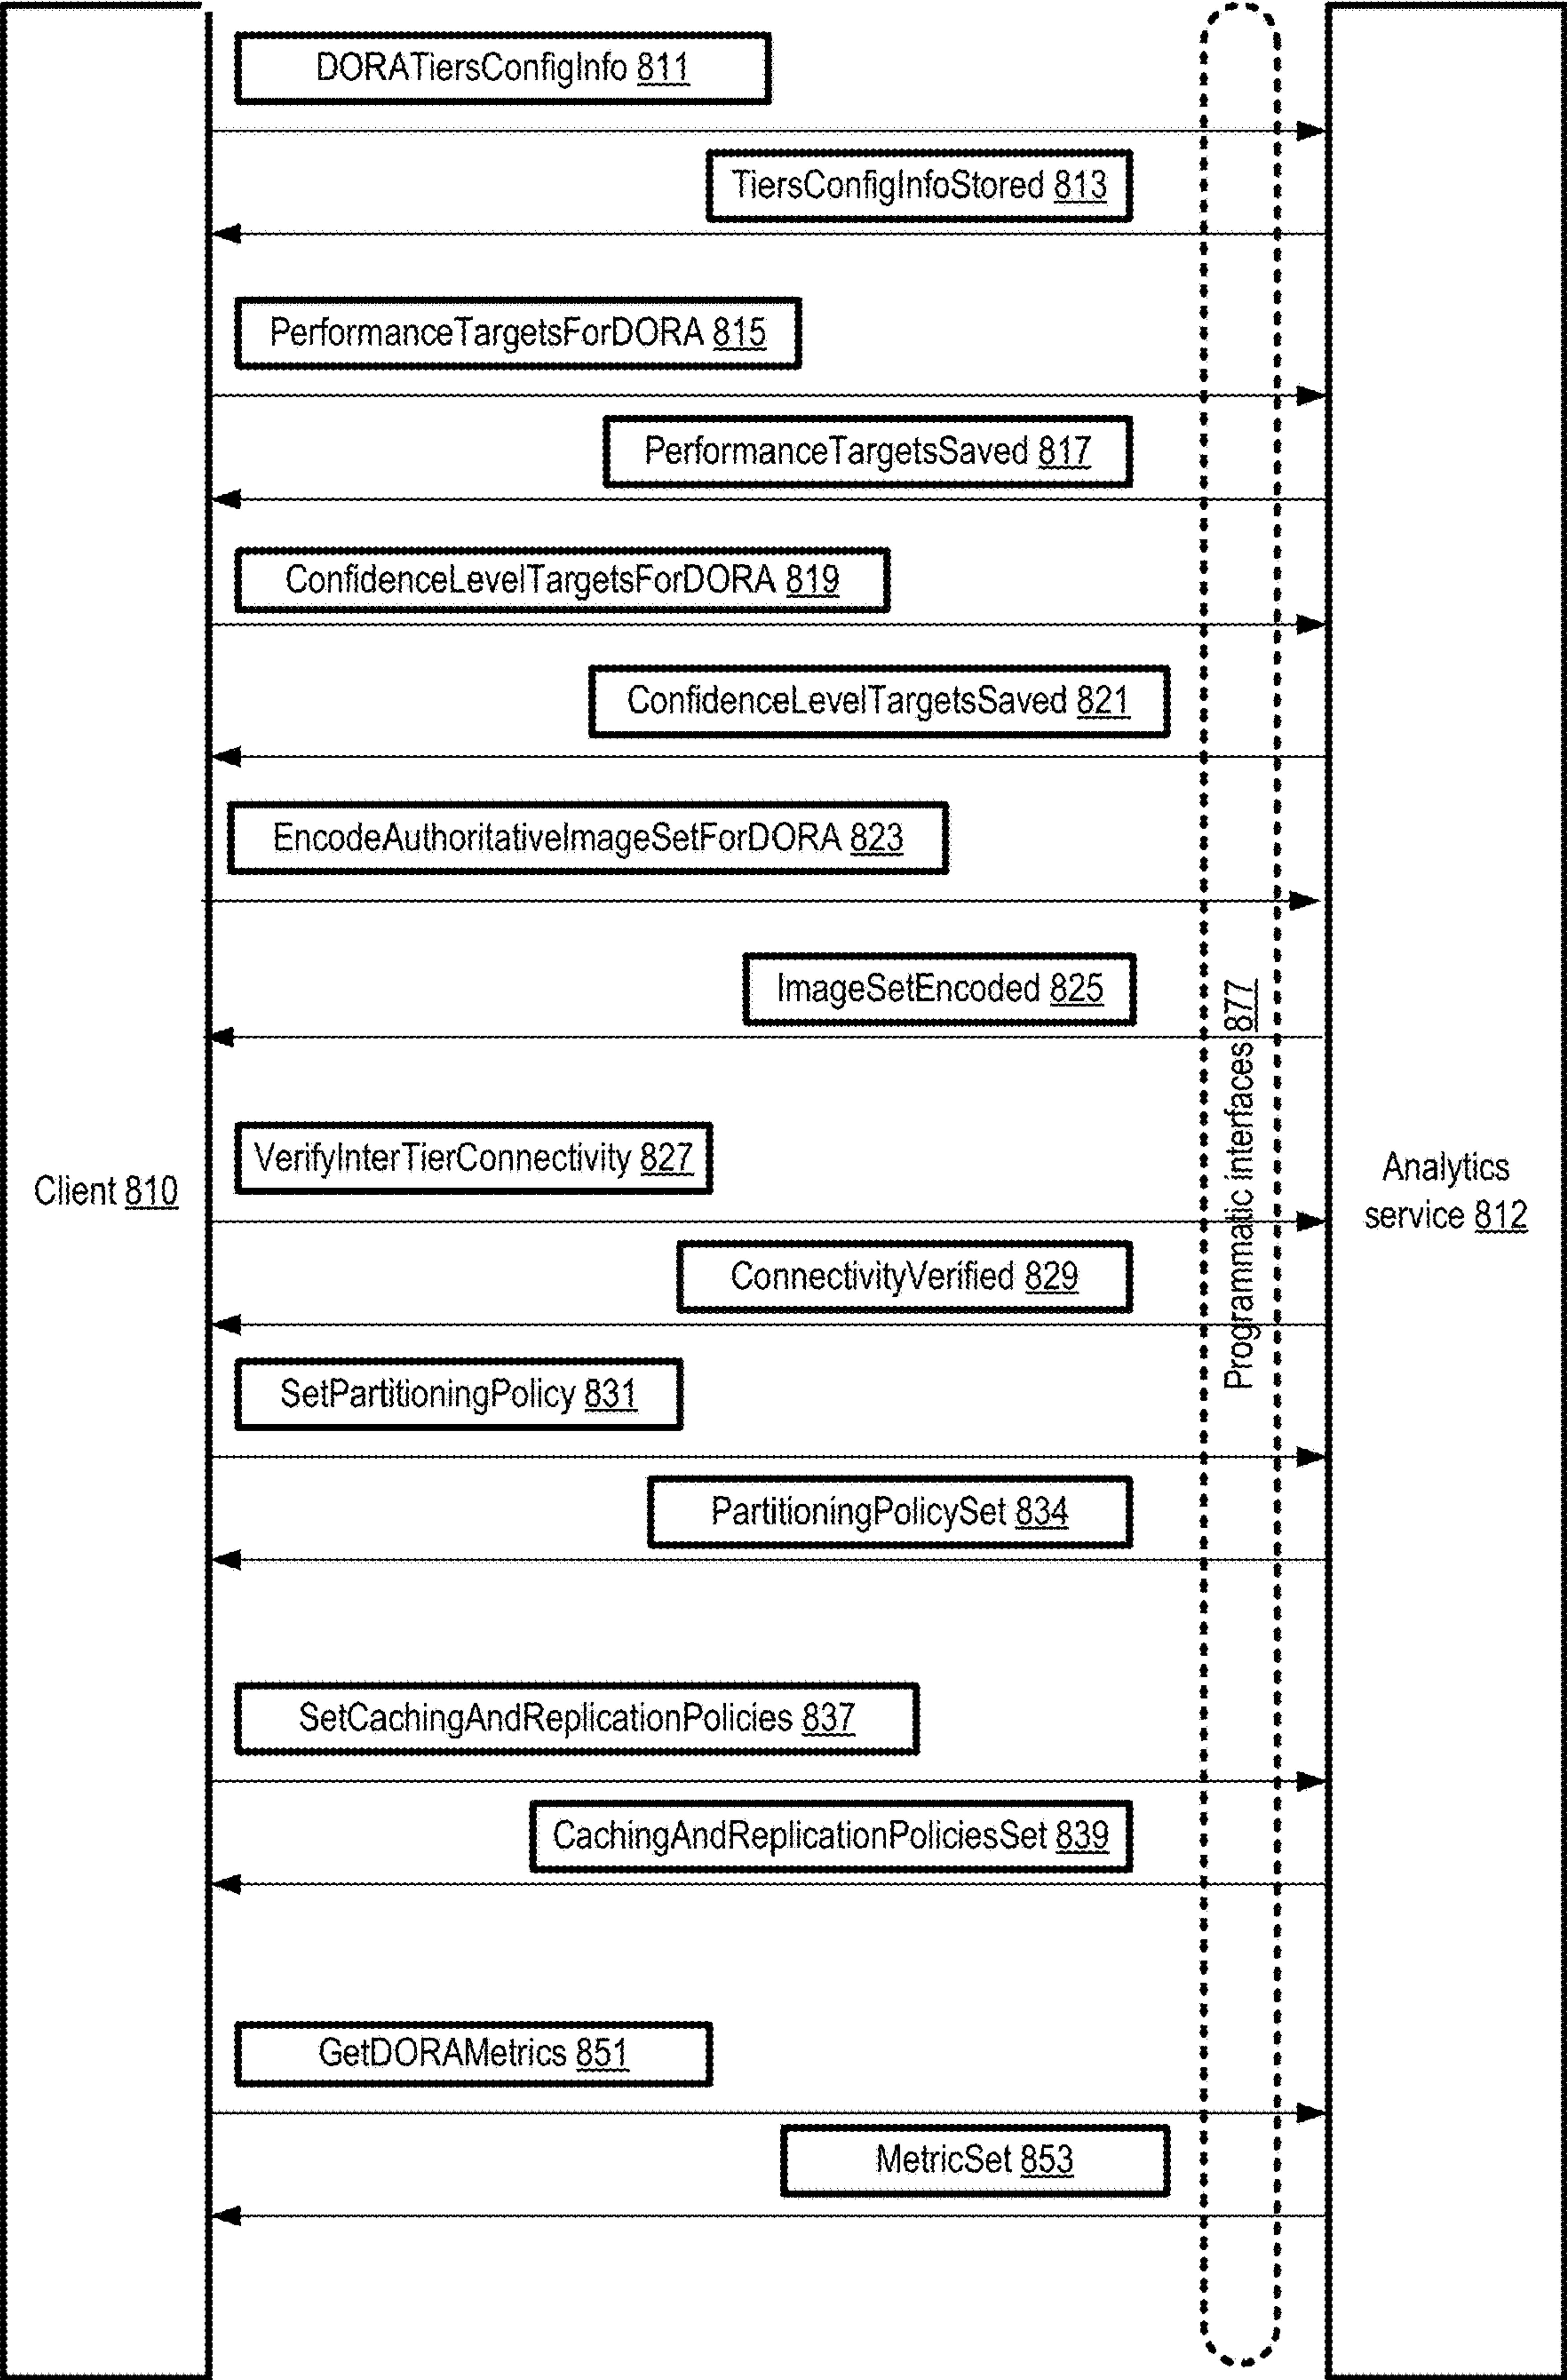 DORATiersConfigInfo 811
TiersConfigInfoStored 813
PerformanceTargetsForDORA 815
PerformanceTargetsSaved 817
ConfidenceLevelTargetsForDORA 819
ConfidenceLevelTargetsSaved 821
EncodeAuthoritativeImageSetForDORA 823
ImageSetEncoded 825
VerifyInterTierConnectivity 827
Client 810
Programmatic interfaces 877
Analytics
service 812
ConnectivityVerified 829
SetPartitioningPolicy 831
PartitioningPolicySet 834
SetCachingAndReplicationPolicies 837
CachingAndReplicationPoliciesSet 839
GetDORAMetrics 851
MetricSet 853